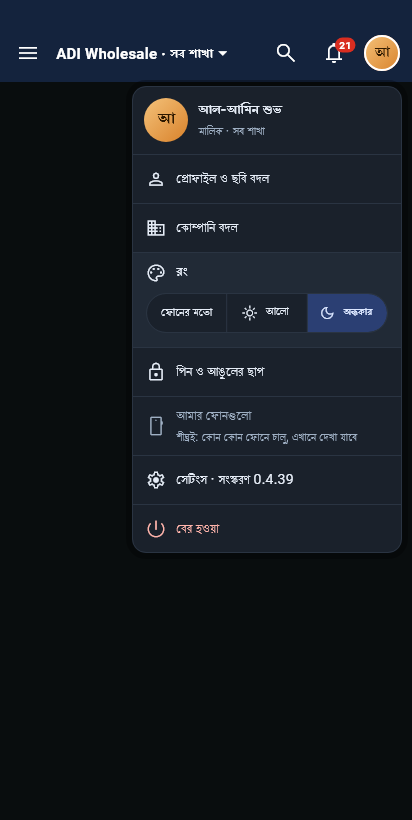 ADI Wholesale · সব শাখা
21
আ
আ
আল-আমিন শুভ
মালিক · সব শাখা
প্রোফাইল ও ছবি বদল
কোম্পানি বদল
রং
ফোনের মতো
আলো
অন্ধকার
পিন ও আঙুলের ছাপ
আমার ফোনগুলো
শীঘ্রই: কোন কোন ফোনে চালু, এখানে দেখা যাবে
সেটিংস · সংস্করণ 0.4.39
বের হওয়া